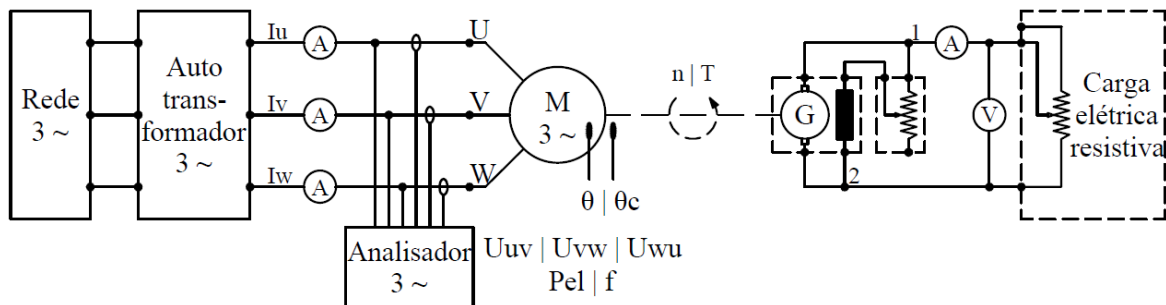 Rede
3 ~
Auto
trans-
formador
3 ~
Iu
A
Iv
A
Iw
A
U
V
W
M
3 ~
θ | θc
Analisador
3 ~
Uuv | Uvw | Uwu
Pel | f
n | T
G
1
2
A
V
Carga
elétrica
resistiva